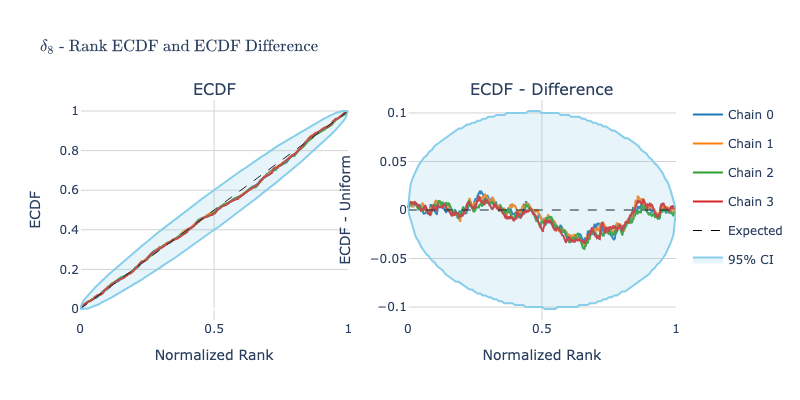 δ₈ - Rank ECDF and ECDF Difference
ECDF
ECDF - Difference
ECDF
1
0.8
0.6
0.4
0.2
0
0
0.5
1
Normalized Rank
ECDF - Uniform
0.1
0.05
0
−0.05
−0.1
0
0.5
1
Normalized Rank
Chain 0
Chain 1
Chain 2
Chain 3
Expected
95% CI